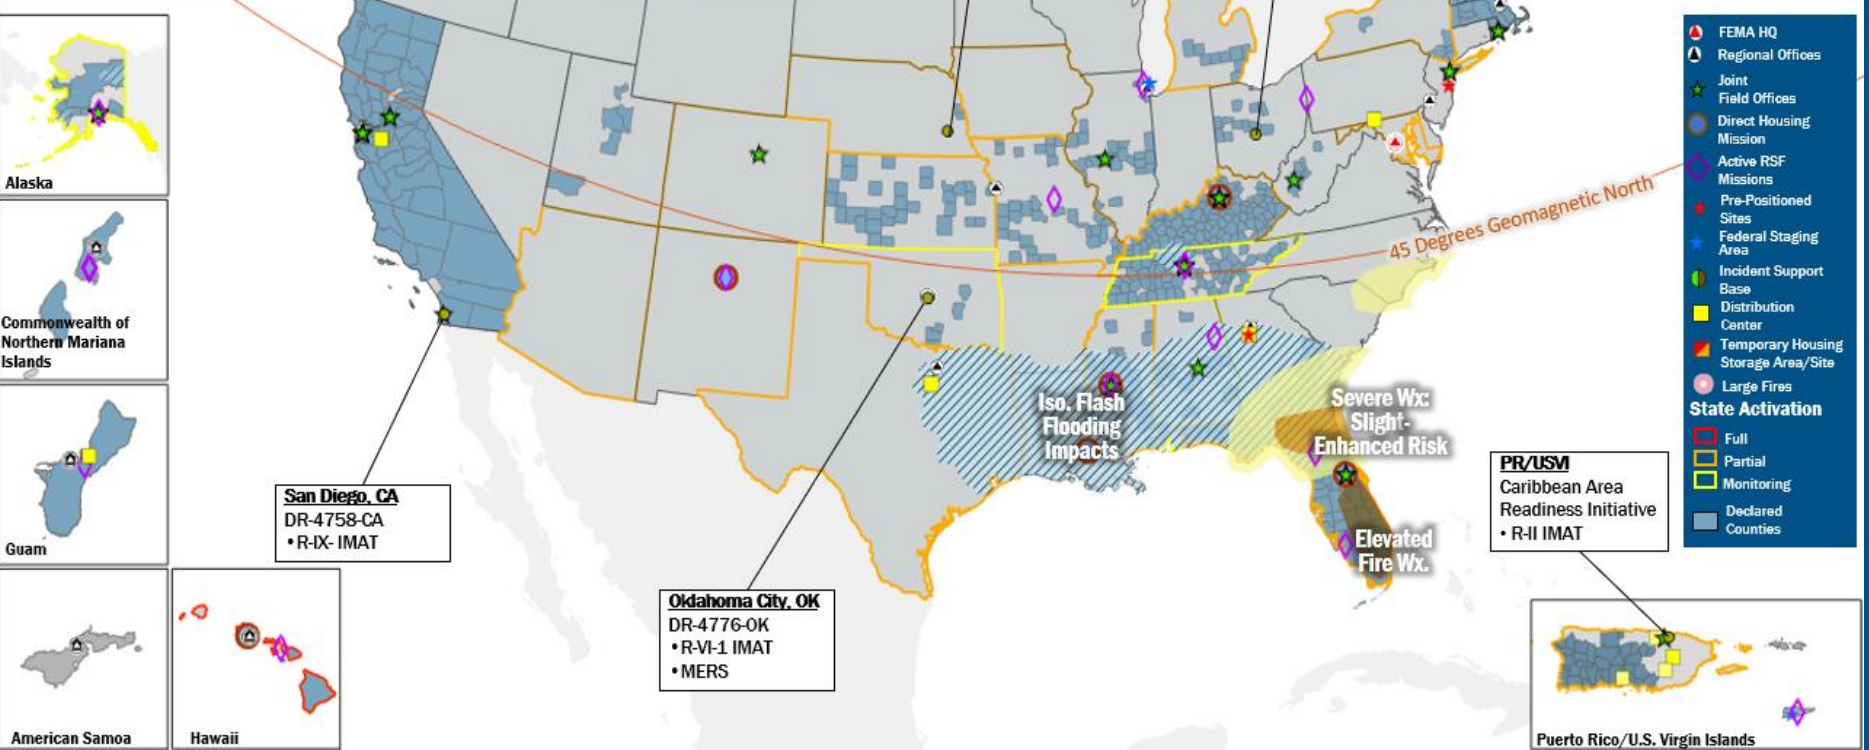 Alaska
Commonwealth of
Northern Mariana
Islands
Guam
American Samoa
Hawaii
San Diego, CA
DR-4758-CA
•R-IX- IMAT
Oklahoma City, OK
DR-4776-OK
•R-VI-1 IMAT
•MERS
45 Degrees Geomagnetic North
Iso. Flash
Flooding
Impacts
Severe Wx:
Slight-
Enhanced Risk
Elevated
Fire Wx.
PR/USVI
Caribbean Area
Readiness Initiative
• R-II IMAT
Puerto Rico/U.S. Virgin Islands
FEMA HQ
Regional Offices
Joint
Field Offices
Direct Housing
Mission
Active RSF
Missions
Pre-Positioned
Sites
Federal Staging
Area
Incident Support
Base
Distribution
Center
Temporary Housing
Storage Area/Site
Large Fires
State Activation
Full
Partial
Monitoring
Declared
Counties